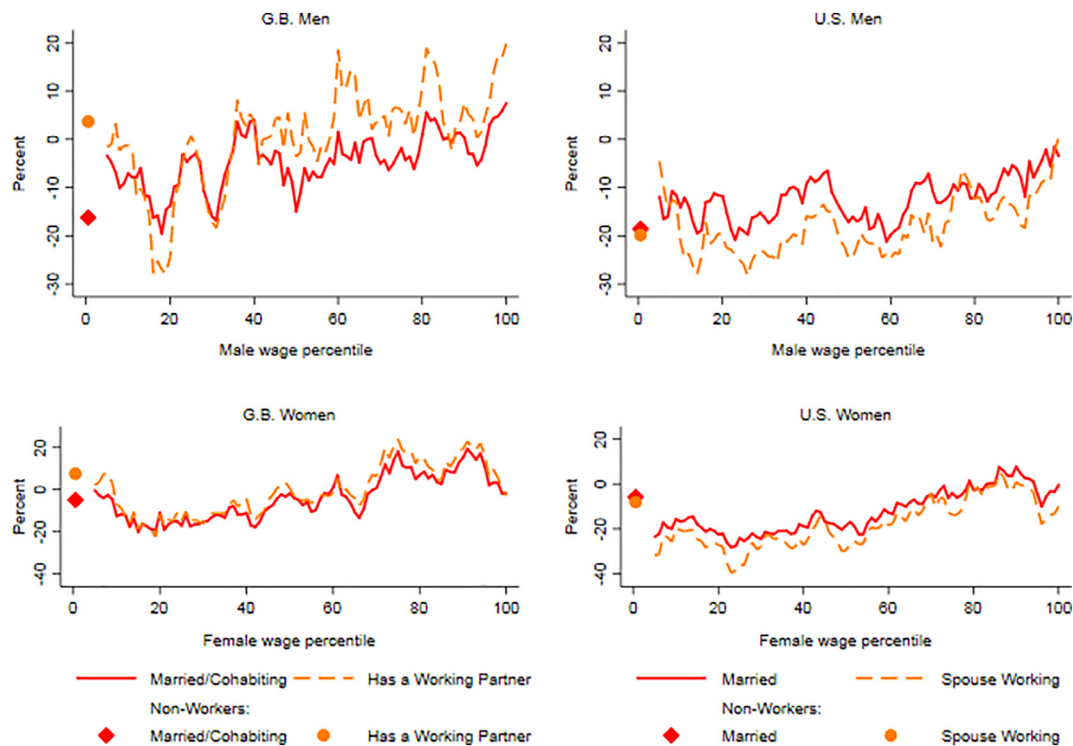 G.B. Men
20
10
0
-10
-20
-30
Percent
0 20 40 60 80 100
Male wage percentile
U.S. Men
20
10
0
-10
-20
-30
Percent
0 20 40 60 80 100
Male wage percentile
G.B. Women
20
0
-20
-40
Percent
0 20 40 60 80 100
Female wage percentile
U.S. Women
20
0
-20
-40
Percent
0 20 40 60 80 100
Female wage percentile
Married/Cohabiting Has a Working Partner
Non-Workers:
Married/Cohabiting Has a Working Partner
Married Spouse Working
Non-Workers:
Married Spouse Working